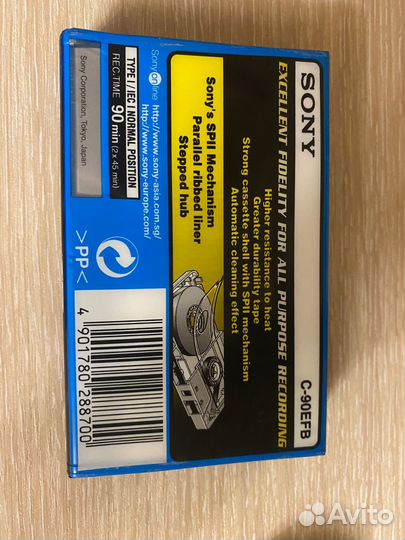 SONY
C-90EFB
EXCELLENT FIDELITY FOR ALL PURPOSE RECORDING
Higher resistance to heat
Greater durability tape
Strong cassette shell with SPII mechanism
Automatic cleaning effect
Sony's SPII Mechanism
Parallel ribbed liner
Stepped hub
Sonyonline
http://www.sony-asia.com.sg/
http://www.sony-europe.com/
TYPE I / IEC I NORMAL POSITION
REC.TIME 90 min (2 x 45 min)
Sony Corporation, Tokyo, Japan
>PP<
4 901780 288700
Avito